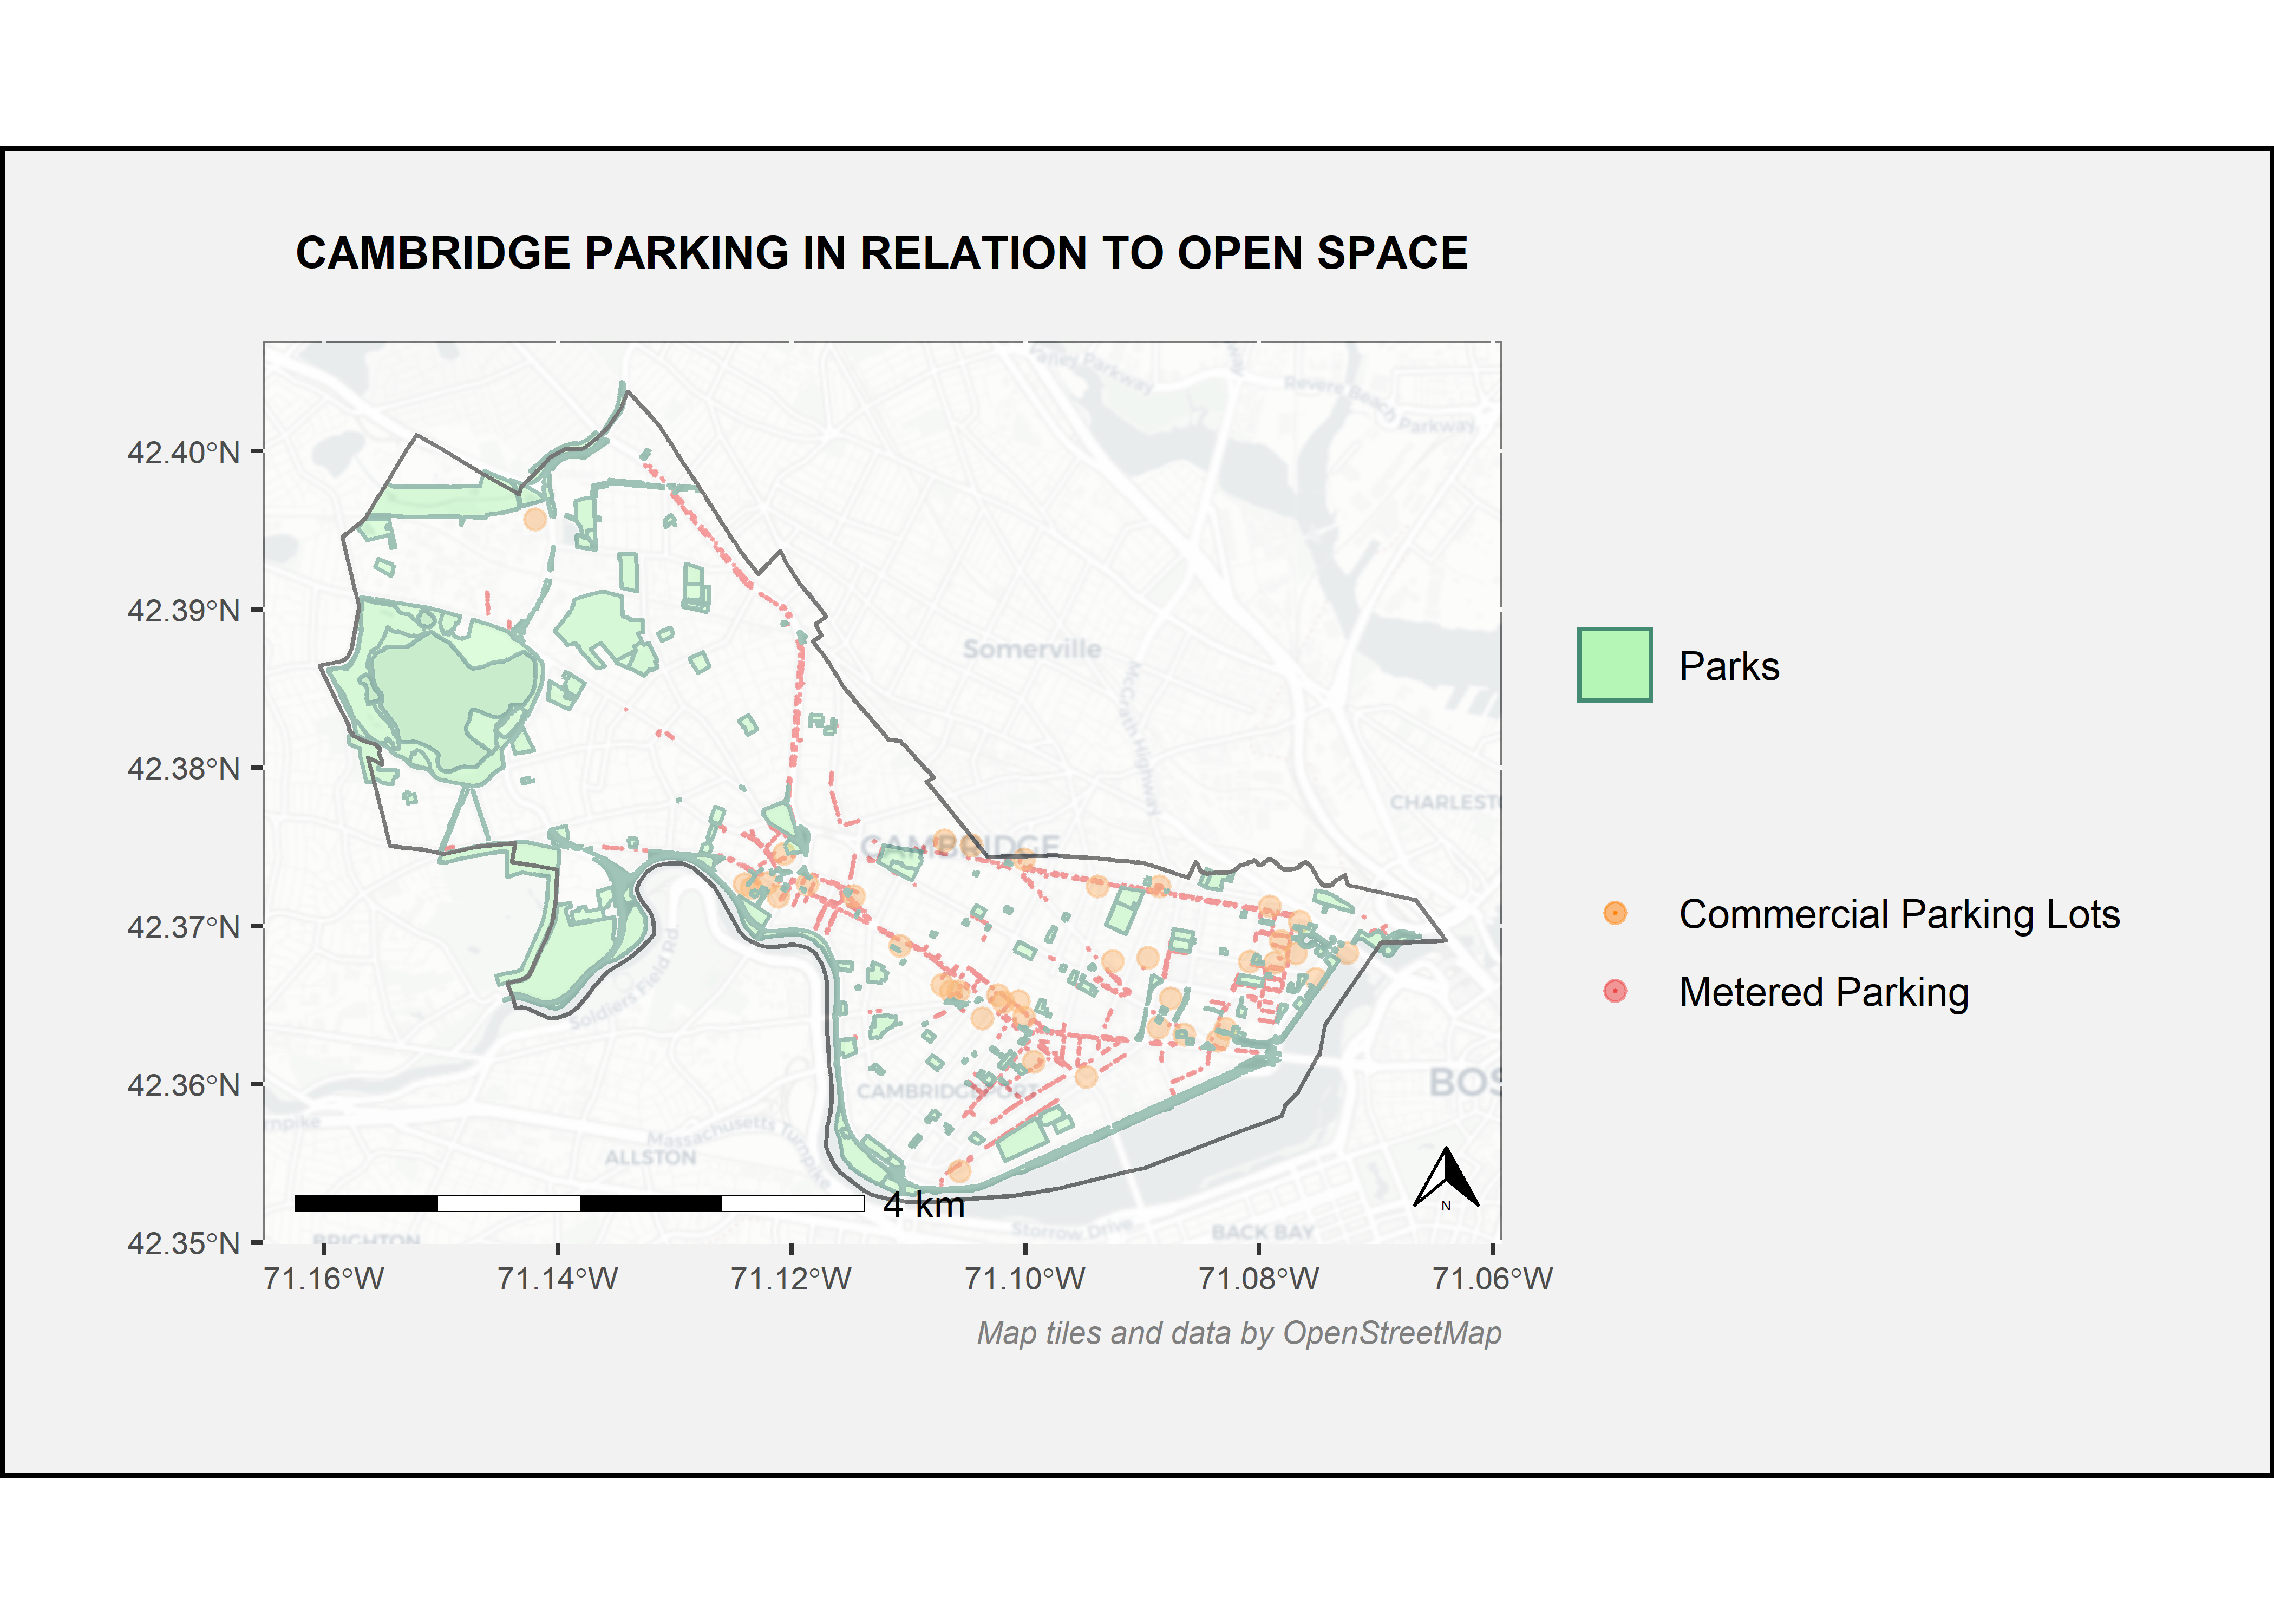 CAMBRIDGE PARKING IN RELATION TO OPEN SPACE
Valley Parkway
Revere Beach Parkway
42.40°N
42.39°N
Somerville
McGrath Highway
Parks
42.38°N
CHARLEST
CAMBRIDGE
42.37°N
Commercial Parking Lots
Soldiers Field Rd
Metered Parking
42.36°N
BOS
CAMBRIDGEPORT
rnpike
Massachusetts Turnpike
ALLSTON
4 km
N
Storrow Drive
BACK BAY
BRIGHTON
42.35°N
71.16°W
71.14°W
71.12°W
71.10°W
71.08°W
71.06°W
Map tiles and data by OpenStreetMap